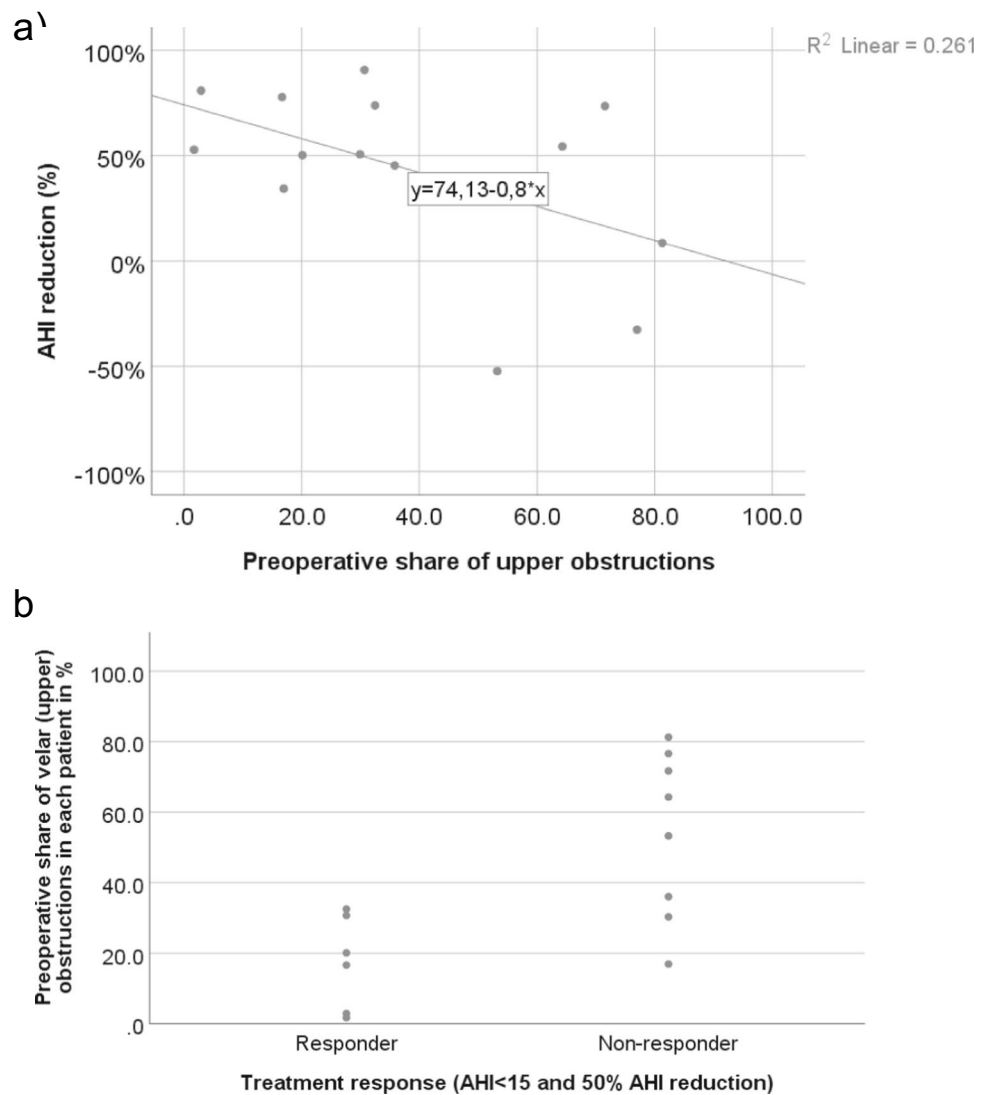 a)
R² Linear = 0.261
100%
50%
0%
-50%
-100%
AHI reduction (%)
y=74,13-0,8*x
.0 20.0 40.0 60.0 80.0 100.0
Preoperative share of upper obstructions
b
Preoperative share of velar (upper)
obstructions in each patient in %
100.0
80.0
60.0
40.0
20.0
.0
Responder Non-responder
Treatment response (AHI<15 and 50% AHI reduction)